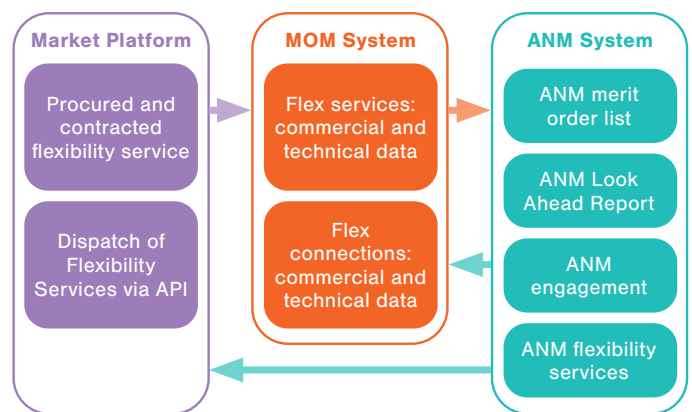 Market Platform
Procured and
contracted
flexibility service
Dispatch of
Flexibility
Services via API
MOM System
Flex services:
commercial and
technical data
Flex
connections:
commercial and
technical data
ANM System
ANM merit
order list
ANM Look
Ahead Report
ANM
engagement
ANM flexibility
services